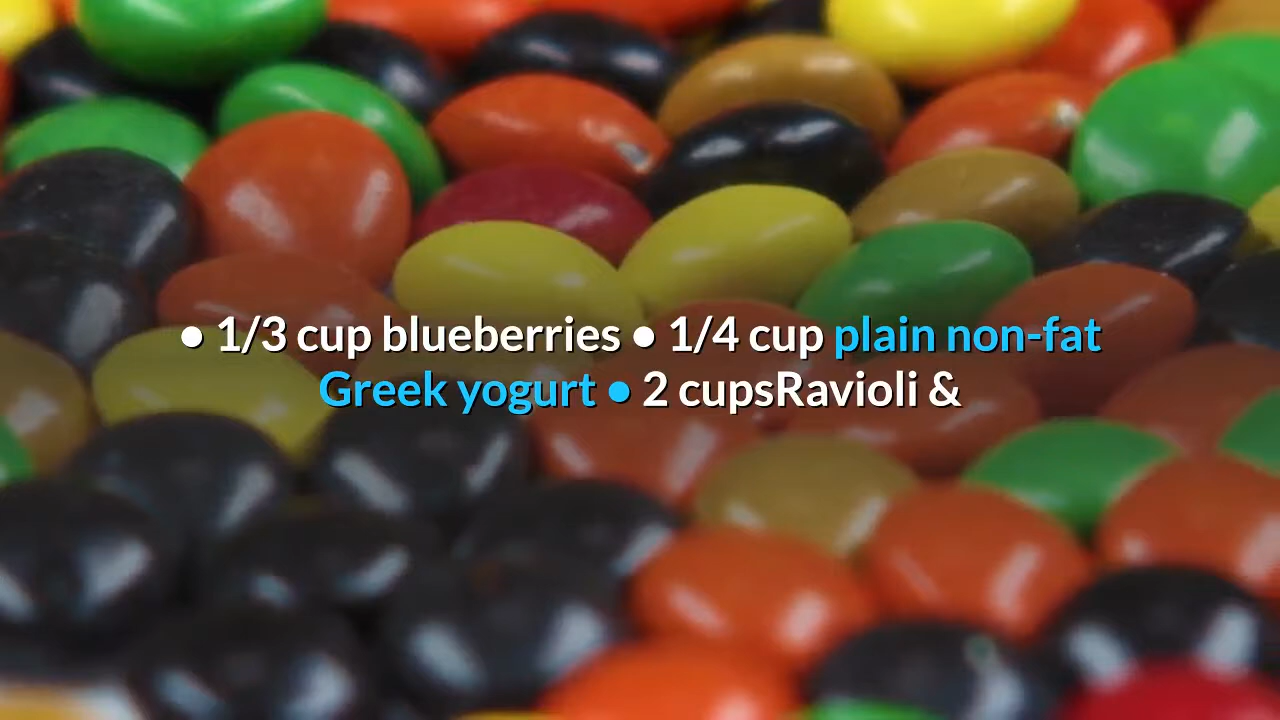 • 1/3 cup blueberries • 1/4 cup plain non-fat
Greek yogurt • 2 cupsRavioli &